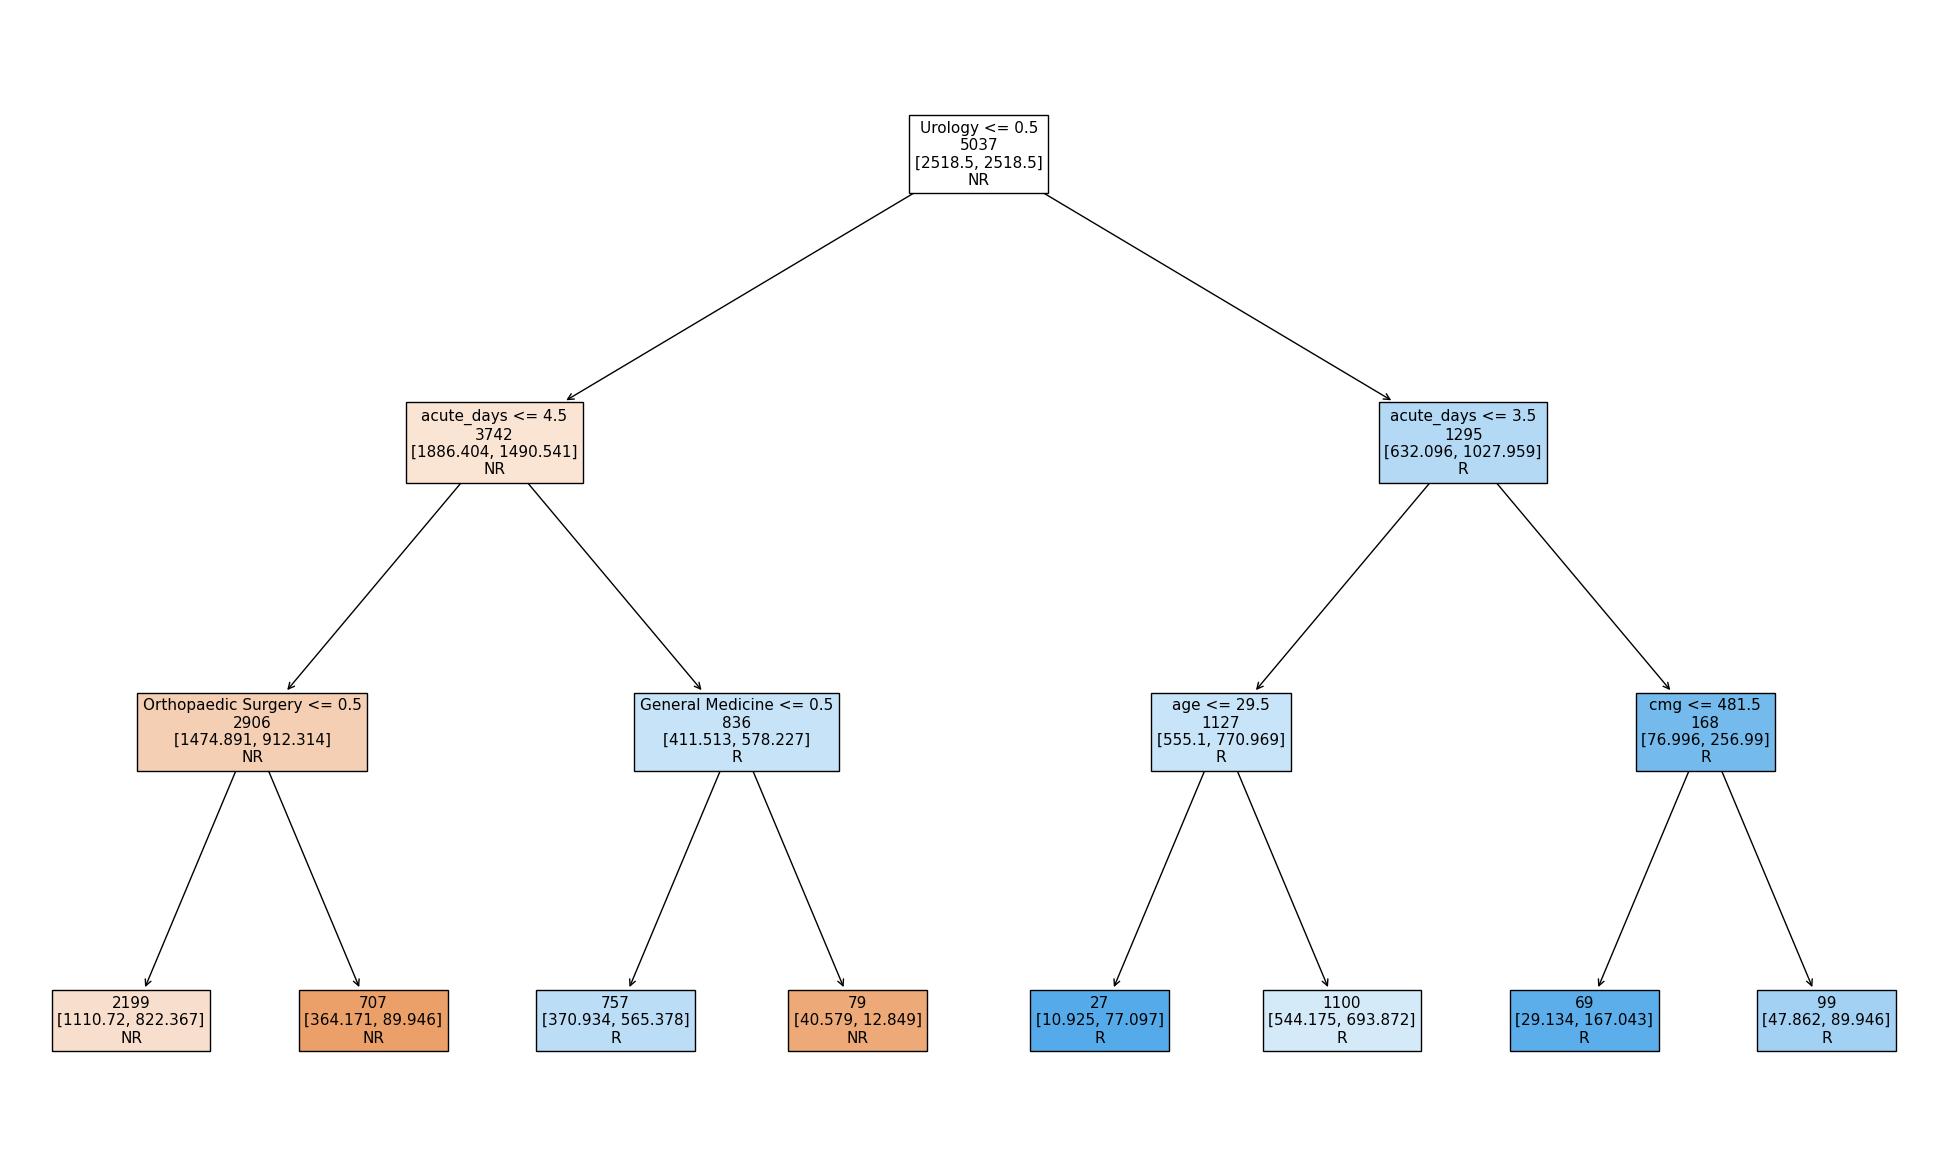 Urology <= 0.5
5037
[2518.5, 2518.5]
NR
acute_days <= 4.5
3742
[1886.404, 1490.541]
NR
acute_days <= 3.5
1295
[632.096, 1027.959]
R
Orthopaedic Surgery <= 0.5
2906
[1474.891, 912.314]
NR
General Medicine <= 0.5
836
[411.513, 578.227]
R
age <= 29.5
1127
[555.1, 770.969]
R
cmg <= 481.5
168
[76.996, 256.99]
R
2199
[1110.72, 822.367]
NR
707
[364.171, 89.946]
NR
757
[370.934, 565.378]
R
79
[40.579, 12.849]
NR
27
[10.925, 77.097]
R
1100
[544.175, 693.872]
R
69
[29.134, 167.043]
R
99
[47.862, 89.946]
R